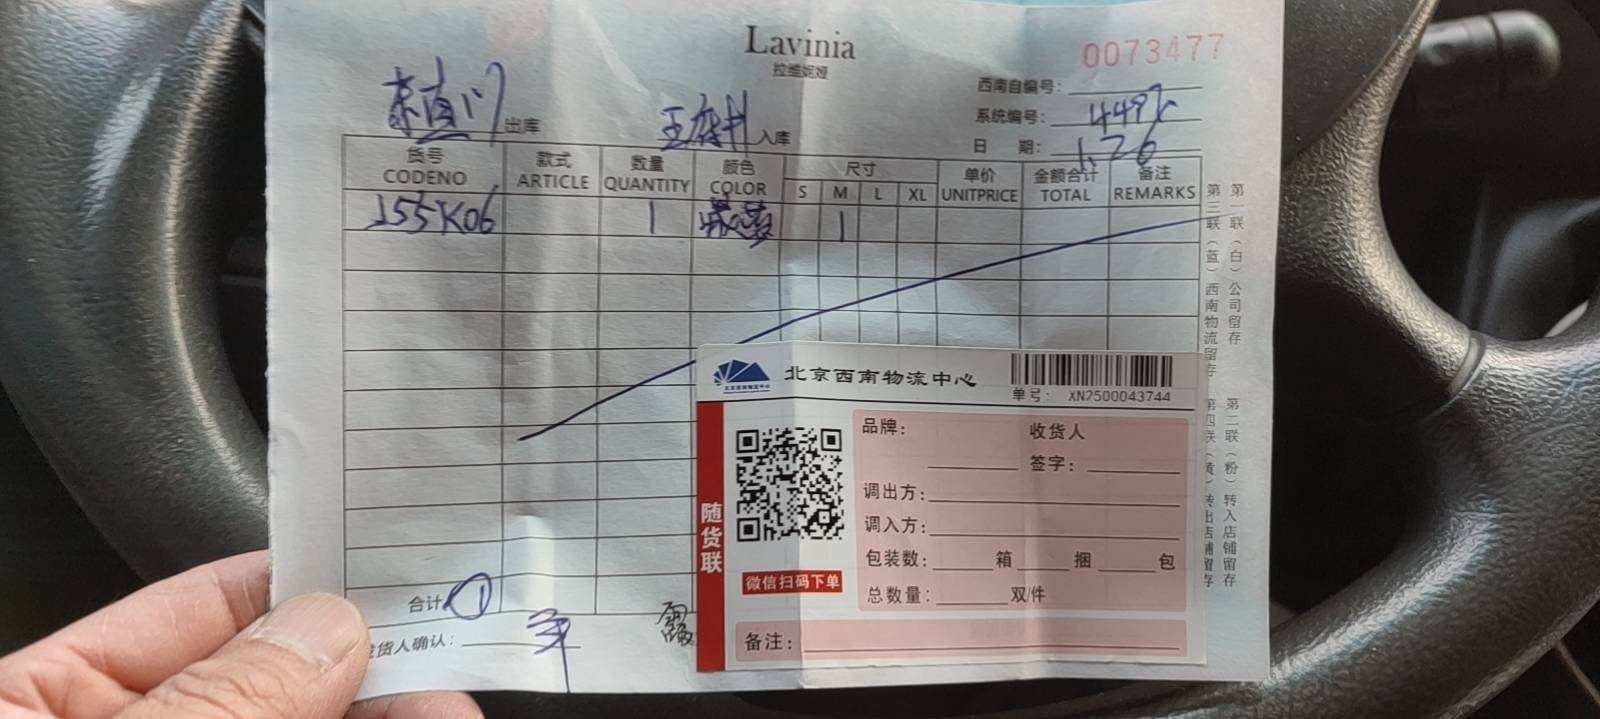 Lavinia
拉维妮娅
0073477
西南自编号：
系统编号：
日 期： 1.26
东直门 出库
王府井 入库
货号 款式 数量 颜色 尺寸 单价 金额合计 备注
CODENO ARTICLE QUANTITY COLOR S M L XL UNITPRICE TOTAL REMARKS
J55K06 1 1
第一联（白）公司留存 第二联（粉）转入店铺留存
第三联（蓝）西南物流留存 第四联（黄）转出店铺留存
北京西南物流中心
单号： XN2500043744
品牌： 收货人
签字：
调出方：
调入方：
包装数： 箱 捆 包
总数量： 双/件
随货联
微信扫码下单
备注：
合计 1
发货人确认：